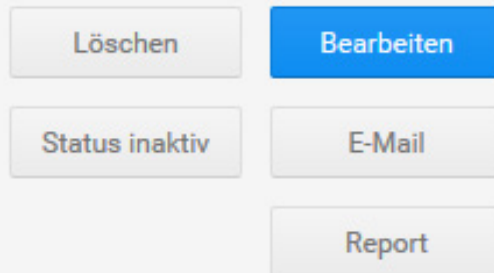 Löschen
Bearbeiten
Status inaktiv
E-Mail
Report